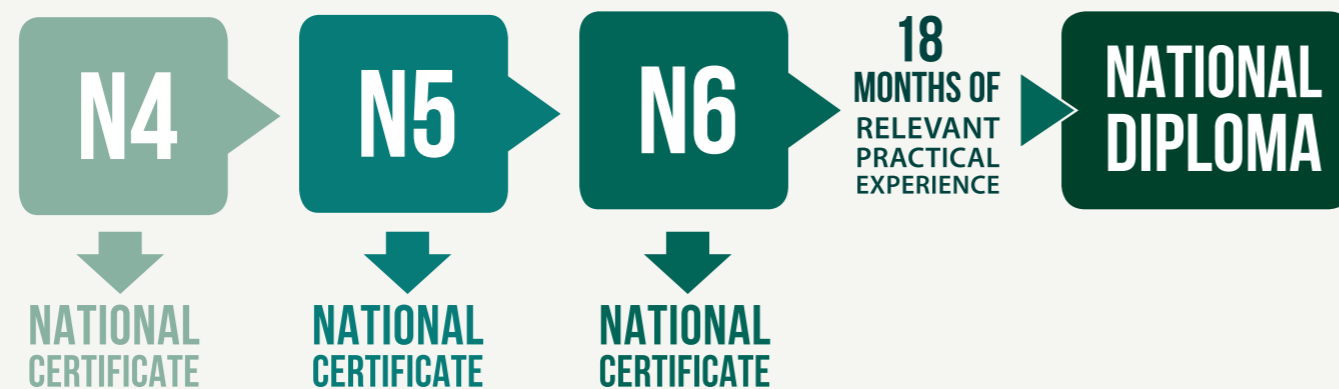 N4
N5
N6
18
MONTHS OF
RELEVANT
PRACTICAL
EXPERIENCE
NATIONAL
DIPLOMA
NATIONAL
CERTIFICATE
NATIONAL
CERTIFICATE
NATIONAL
CERTIFICATE